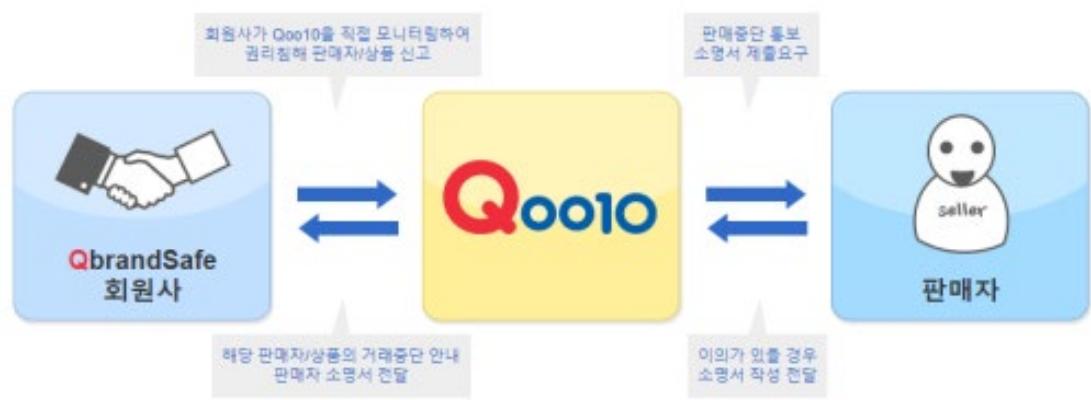 회원사가 Qoo10을 직접 모니터링하여
권리침해 판매자/상품 신고
판매중단 통보
소명서 제출요구
QbrandSafe
회원사
Qoo10
seller
판매자
해당 판매자/상품의 거래중단 안내
판매자 소명서 전달
이의가 있을 경우
소명서 작성 전달